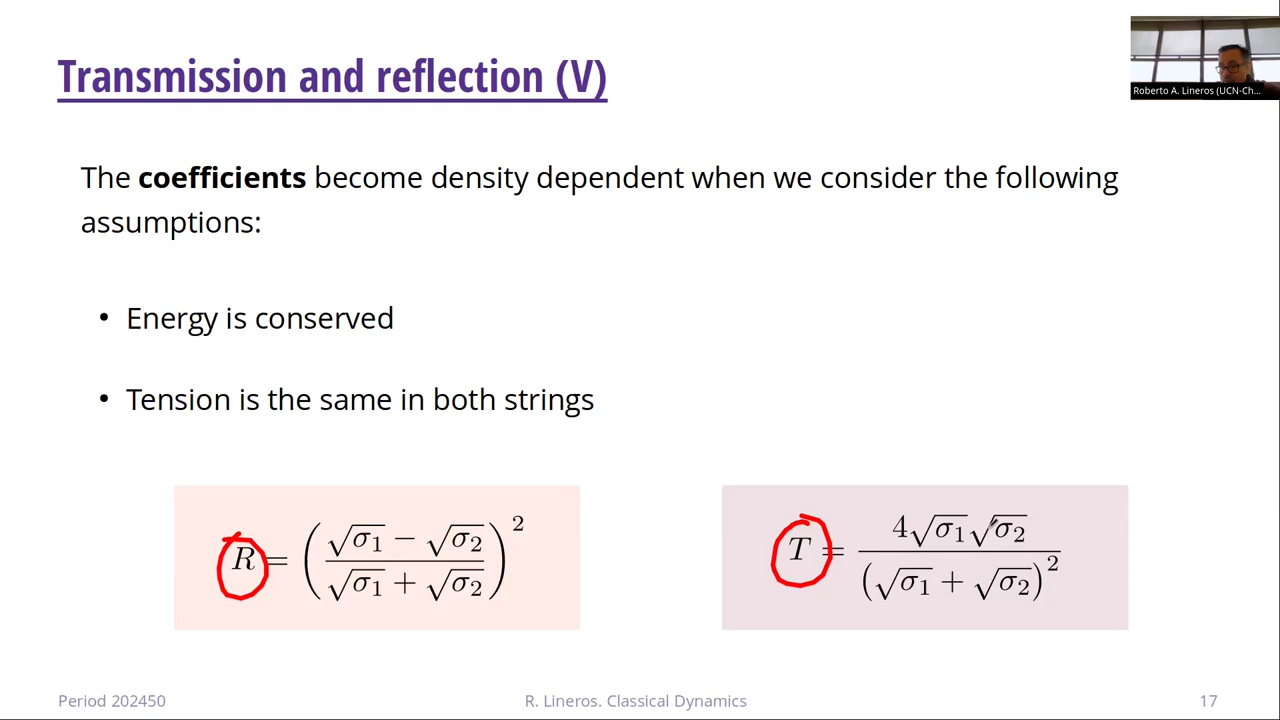 Transmission and reflection (V)
Roberto A. Lineros (UCN-Ch...
The coefficients become density dependent when we consider the following
assumptions:
• Energy is conserved
• Tension is the same in both strings
R = ( (√σ₁ − √σ₂) / (√σ₁ + √σ₂) )²
T = 4√σ₁√σ₂ / (√σ₁ + √σ₂)²
Period 202450
R. Lineros. Classical Dynamics
17